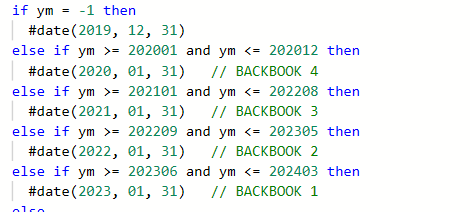 if ym = -1 then
#date(2019, 12, 31)
else if ym >= 202001 and ym <= 202012 then
#date(2020, 01, 31)   // BACKBOOK 4
else if ym >= 202101 and ym <= 202208 then
#date(2021, 01, 31)   // BACKBOOK 3
else if ym >= 202209 and ym <= 202305 then
#date(2022, 01, 31)   // BACKBOOK 2
else if ym >= 202306 and ym <= 202403 then
#date(2023, 01, 31)   // BACKBOOK 1
else